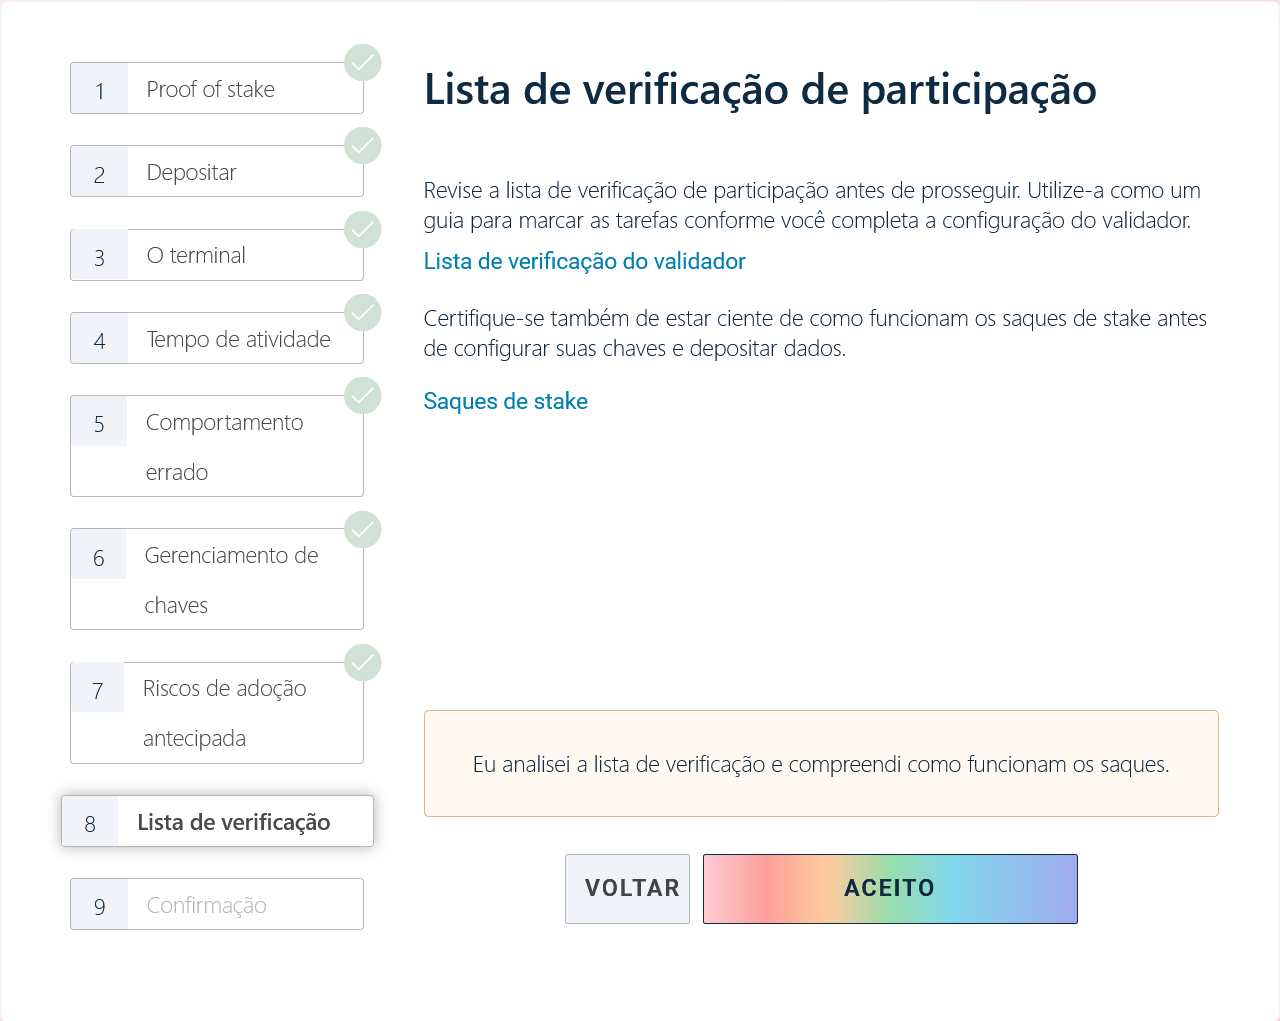 1 Proof of stake
2 Depositar
3 O terminal
4 Tempo de atividade
5 Comportamento
errado
6 Gerenciamento de
chaves
7 Riscos de adoção
antecipada
8 Lista de verificação
9 Confirmação
Lista de verificação de participação
Revise a lista de verificação de participação antes de prosseguir. Utilize-a como um
guia para marcar as tarefas conforme você completa a configuração do validador.
Lista de verificação do validador
Certifique-se também de estar ciente de como funcionam os saques de stake antes
de configurar suas chaves e depositar dados.
Saques de stake
Eu analisei a lista de verificação e compreendi como funcionam os saques.
VOLTAR
ACEITO